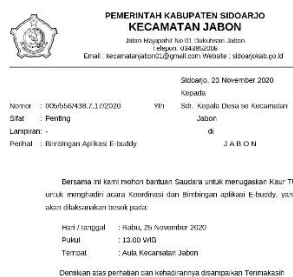 PEMERINTAH KABUPATEN SIDOARJO
KECAMATAN JABON
Jalan Rajapatni No 01 Dukuhsari Jabon
Telepun. 0343852006
Email : kecamatanjabon01@gmail.com Website : sidoarjokab.go.id
Sidoarjo, 23 November 2020
Kepada
Nomor : 005/556/438.7.17/2020 Yth Sdr. Kepala Desa se Kecamatan
Sifat : Penting Jabon
Lampiran: - di
Perihal : Bimbingan Aplikasi E-buddy J A B O N
Bersama ini kami mohon bantuan Saudara untuk menugaskan Kaur TU
untuk menghadiri acara Koordinasi dan Bimbingan aplikasi E-buddy, yan
akan dilaksanakan besok pada:
Hari / tanggal : Rabu, 25 November 2020
Pukul : 13.00 WIB
Tempat : Aula Kecamatan Jabon
Demikian atas perhatian dan kehadirannya disampaikan Terimakasih